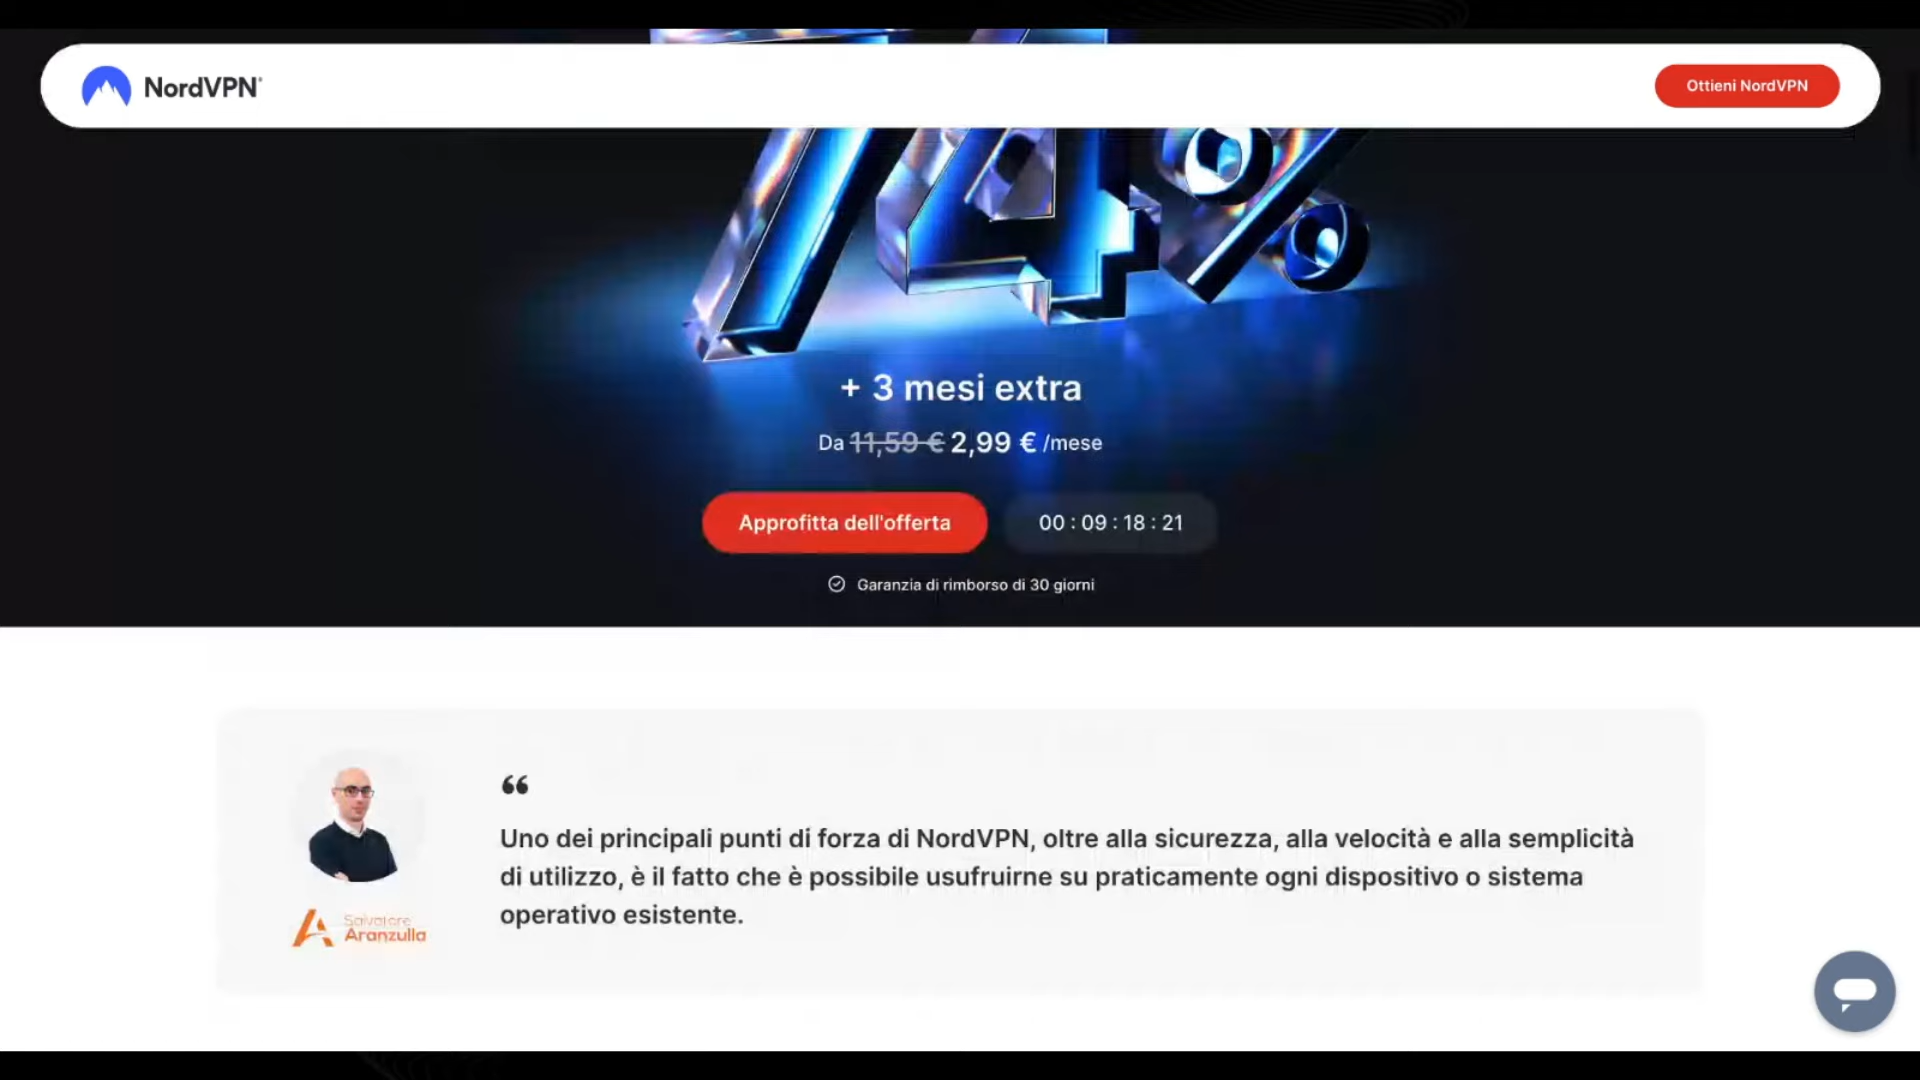 NordVPN®
Ottieni NordVPN
74%
+ 3 mesi extra
Da 11,59 € 2,99 € /mese
Approfitta dell'offerta
00 : 09 : 18 : 21
Garanzia di rimborso di 30 giorni
“
Uno dei principali punti di forza di NordVPN, oltre alla sicurezza, alla velocità e alla semplicità
di utilizzo, è il fatto che è possibile usufruirne su praticamente ogni dispositivo o sistema
operativo esistente.
Salvatore
Aranzulla